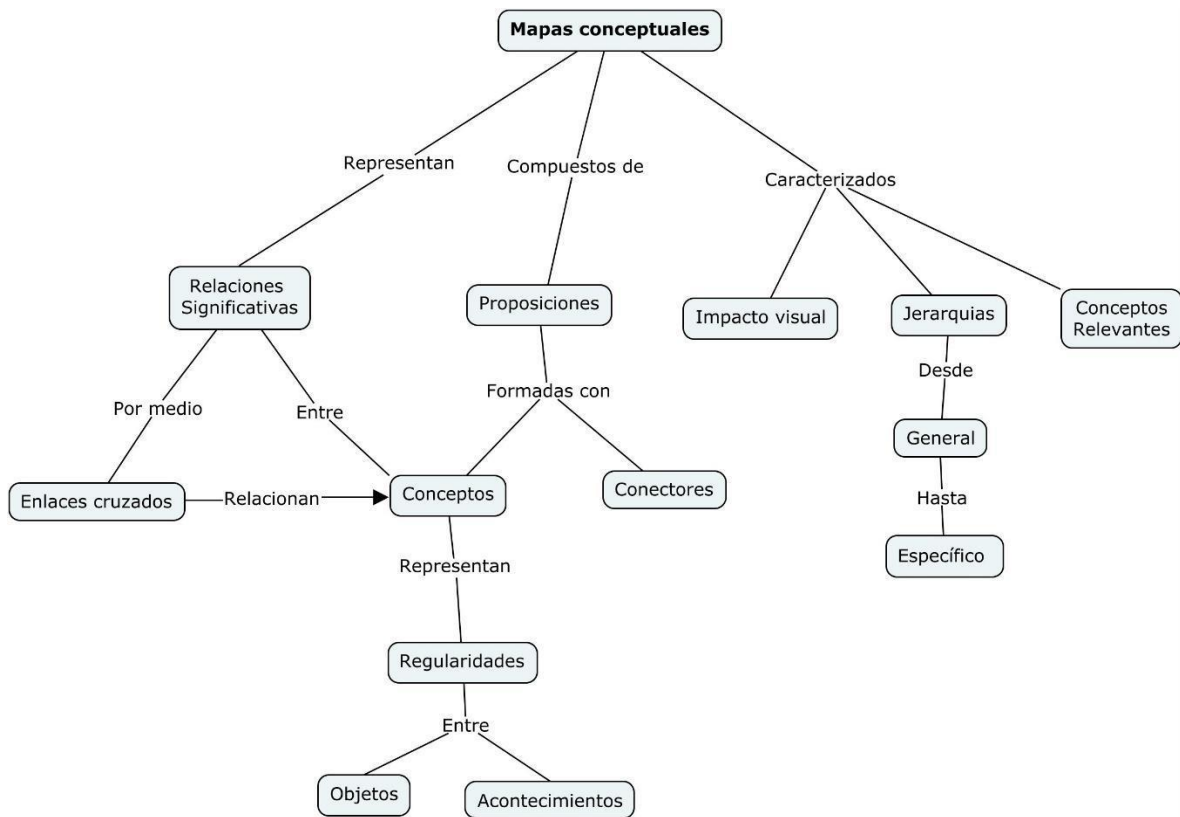 Mapas conceptuales
Representan
Compuestos de
Caracterizados
Relaciones
Significativas
Proposiciones
Impacto visual
Jerarquias
Conceptos
Relevantes
Desde
Por medio
Entre
Formadas con
General
Enlaces cruzados
Relacionan
Conceptos
Conectores
Hasta
Específico
Representan
Regularidades
Entre
Objetos
Acontecimientos